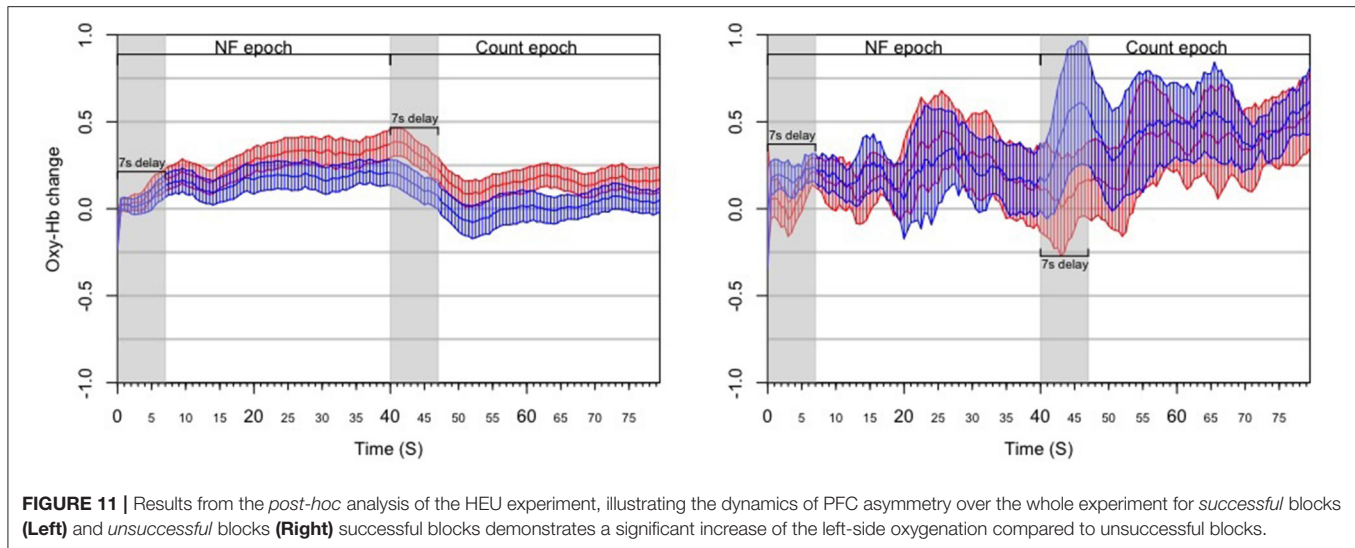 NF epoch Count epoch
7s delay
7s delay
Oxy-Hb change
1.0
0.5
0.0
-0.5
-1.0
0 5 10 15 20 25 30 35 40 45 50 55 60 65 70 75
Time (S)
NF epoch Count epoch
7s delay
7s delay
1.0
0.5
0.0
-0.5
-1.0
0 5 10 15 20 25 30 35 40 45 50 55 60 65 70 75
Time (S)
FIGURE 11 | Results from the post-hoc analysis of the HEU experiment, illustrating the dynamics of PFC asymmetry over the whole experiment for successful blocks
(Left) and unsuccessful blocks (Right) successful blocks demonstrates a significant increase of the left-side oxygenation compared to unsuccessful blocks.